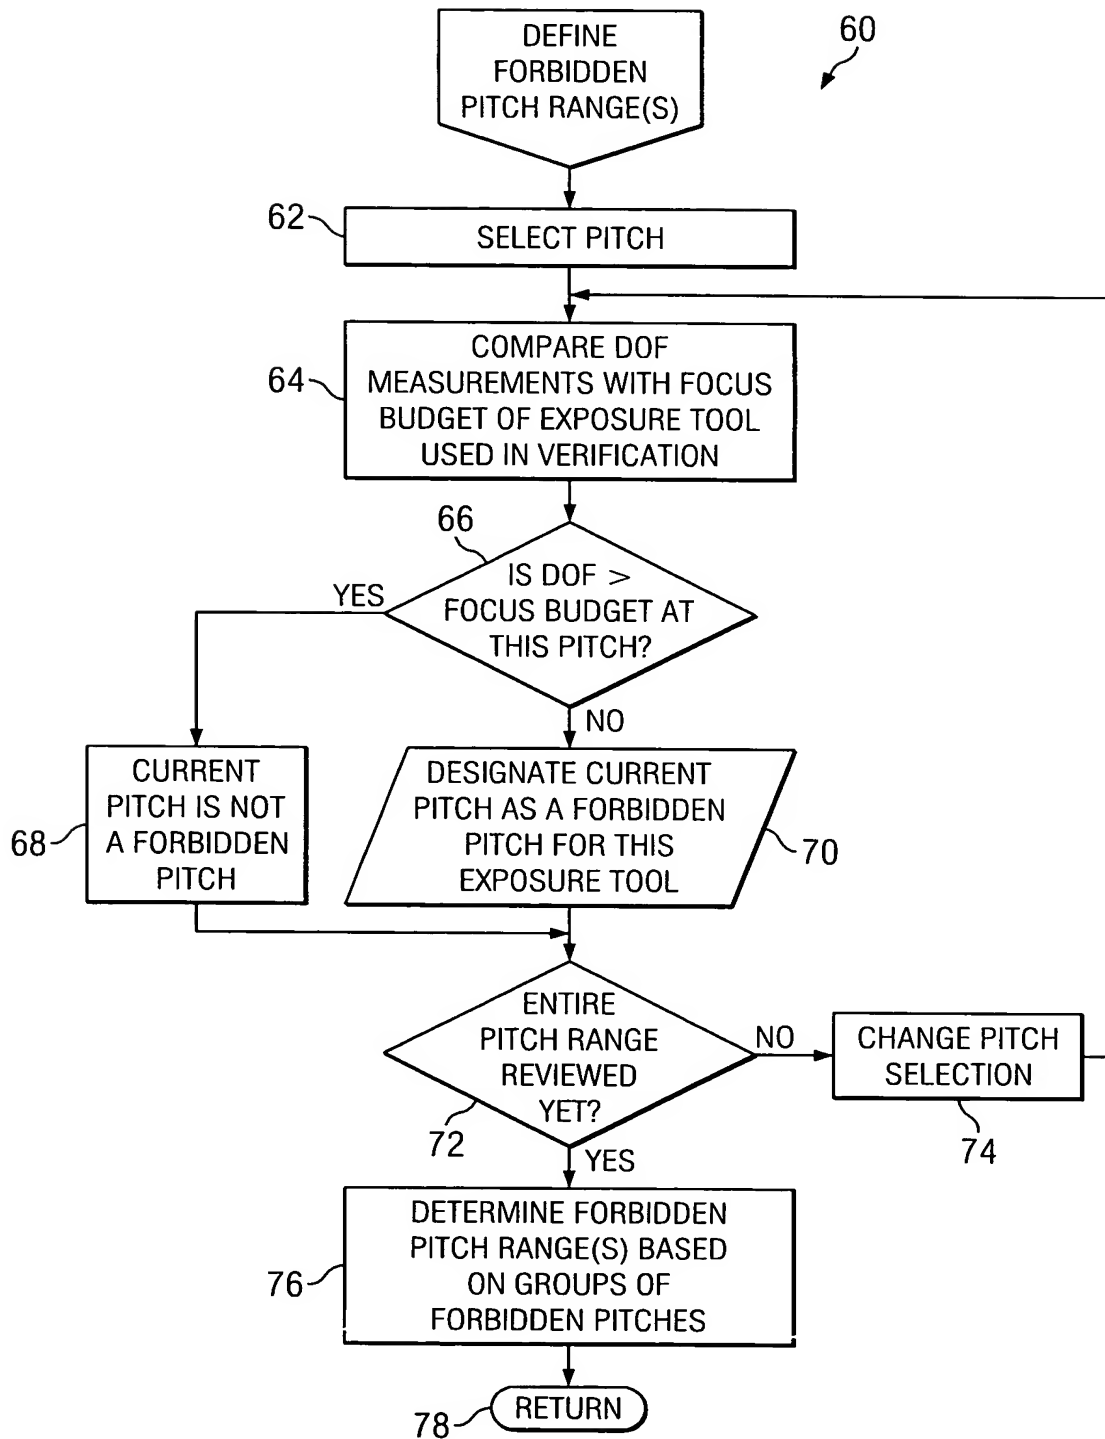 DEFINE
FORBIDDEN
PITCH RANGE(S)
60
62
SELECT PITCH
64
COMPARE DOF
MEASUREMENTS WITH FOCUS
BUDGET OF EXPOSURE TOOL
USED IN VERIFICATION
66
IS DOF >
FOCUS BUDGET AT
THIS PITCH?
YES
NO
68
CURRENT
PITCH IS NOT
A FORBIDDEN
PITCH
DESIGNATE CURRENT
PITCH AS A FORBIDDEN
PITCH FOR THIS
EXPOSURE TOOL
70
ENTIRE
PITCH RANGE
REVIEWED
YET?
72
NO
CHANGE PITCH
SELECTION
74
YES
76
DETERMINE FORBIDDEN
PITCH RANGE(S) BASED
ON GROUPS OF
FORBIDDEN PITCHES
78
RETURN